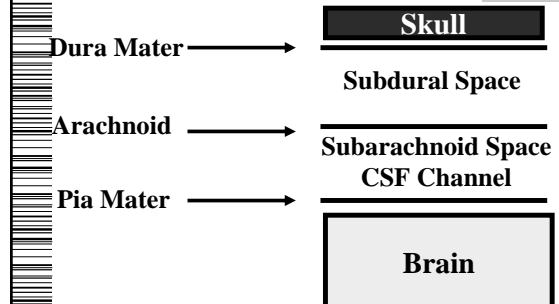 Skull
Dura Mater
Subdural Space
Arachnoid
Subarachnoid Space
CSF Channel
Pia Mater
Brain